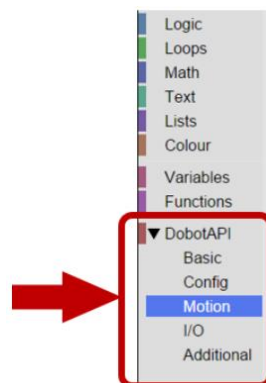 Logic
Loops
Math
Text
Lists
Colour
Variables
Functions
DobotAPI
Basic
Config
Motion
I/O
Additional